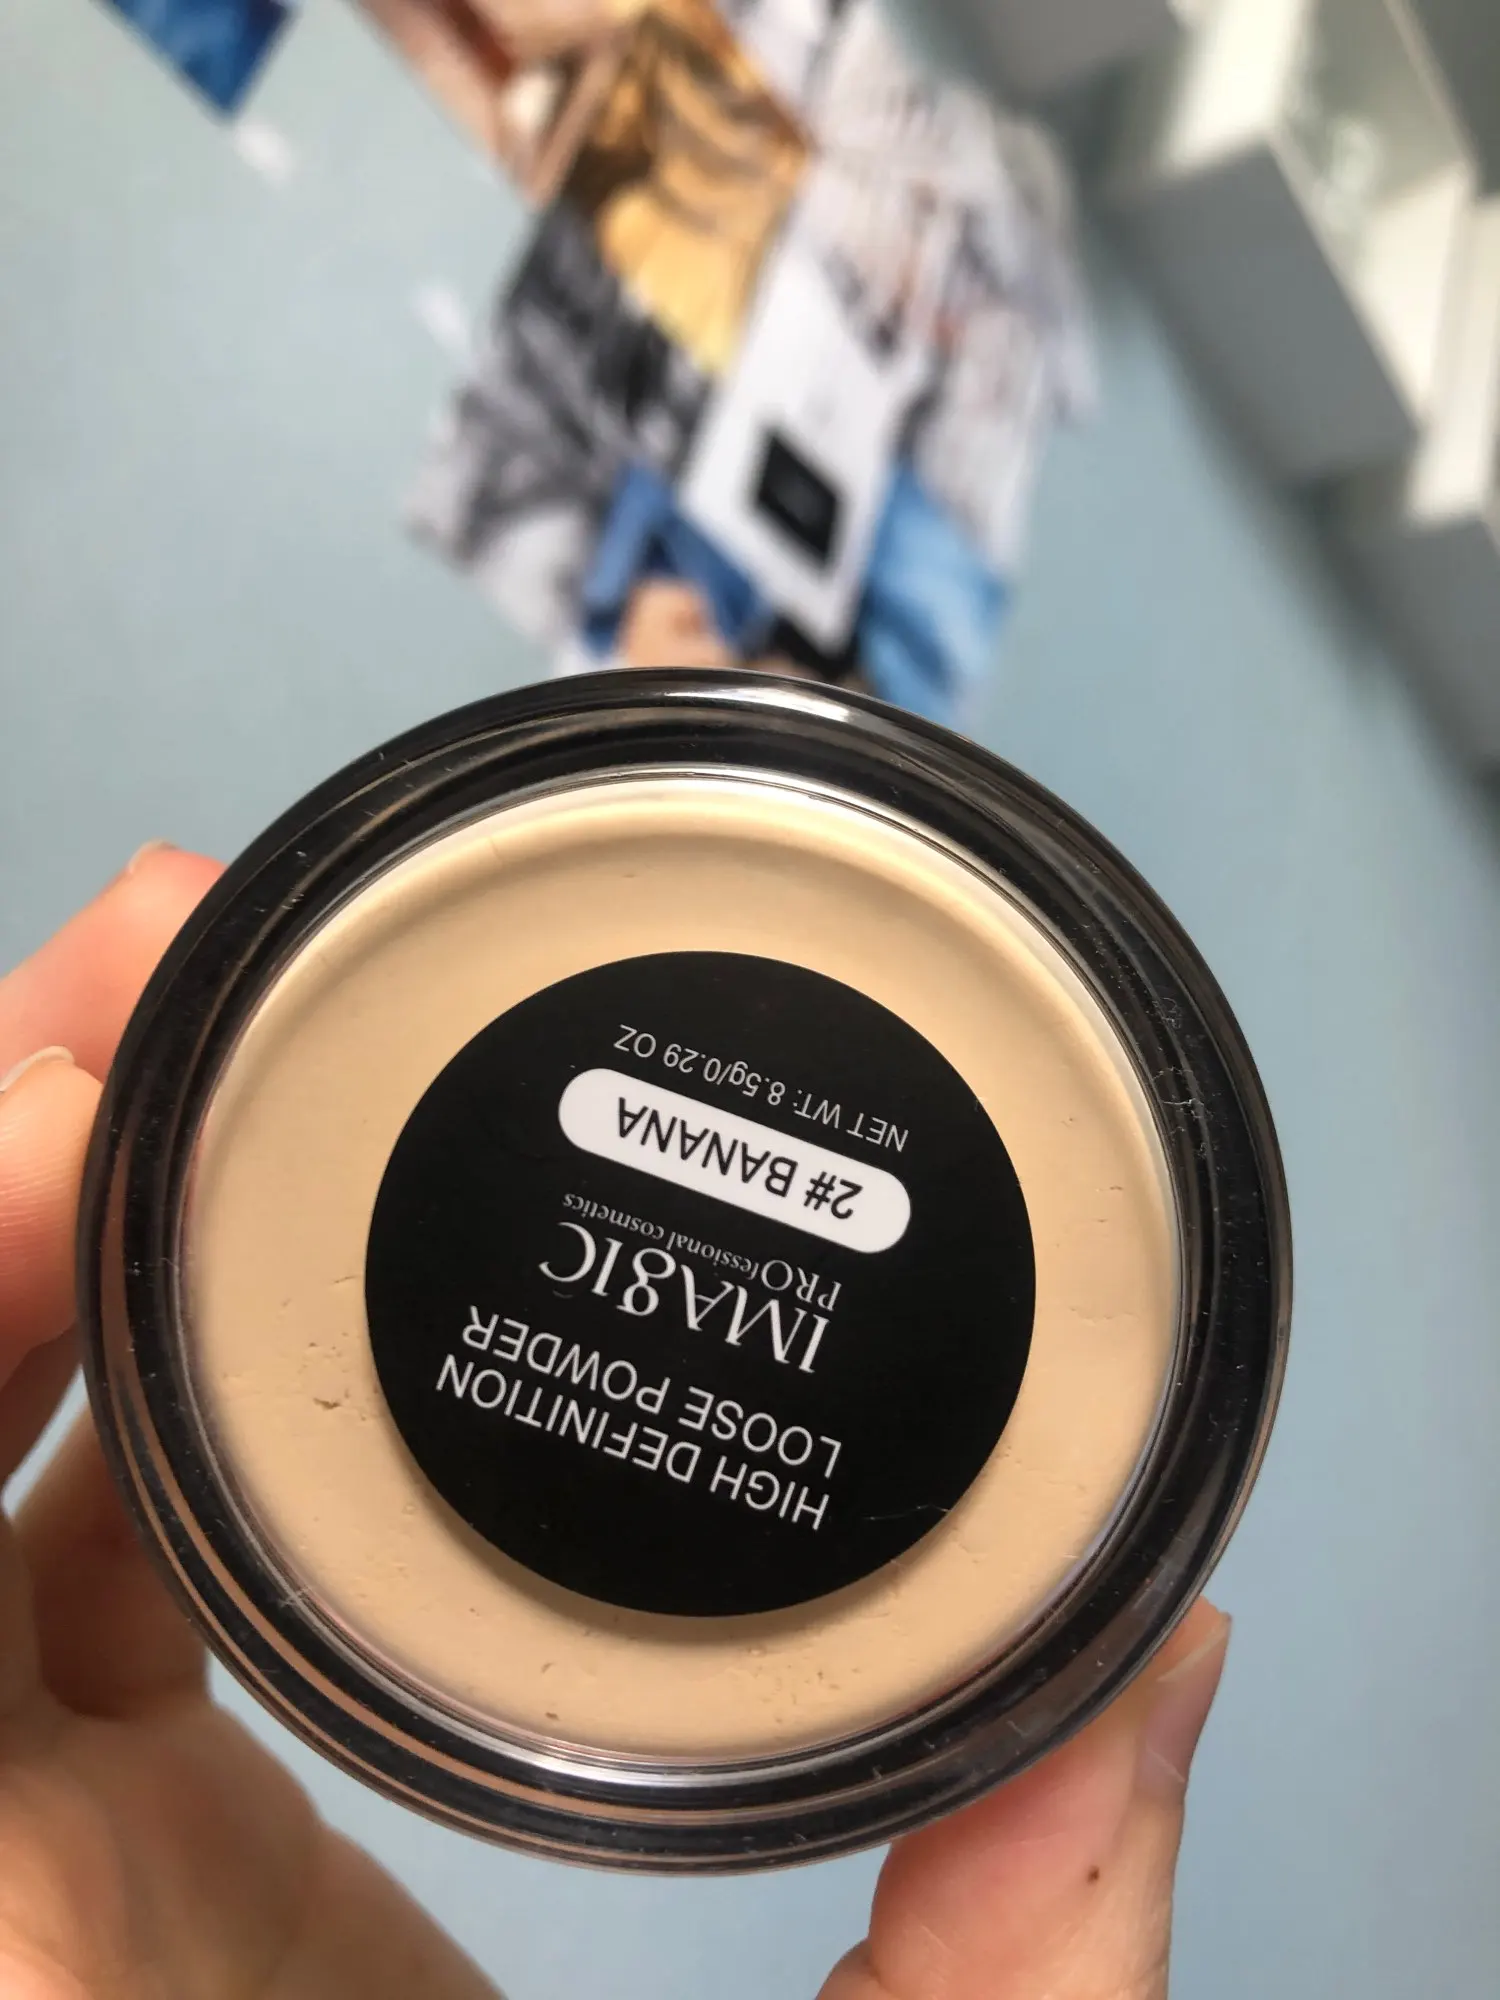 HIGH DEFINITION
LOOSE POWDER
IMAGIC
PROfessional cosmetics
2# BANANA
NET WT: 8.5g/0.29 OZ